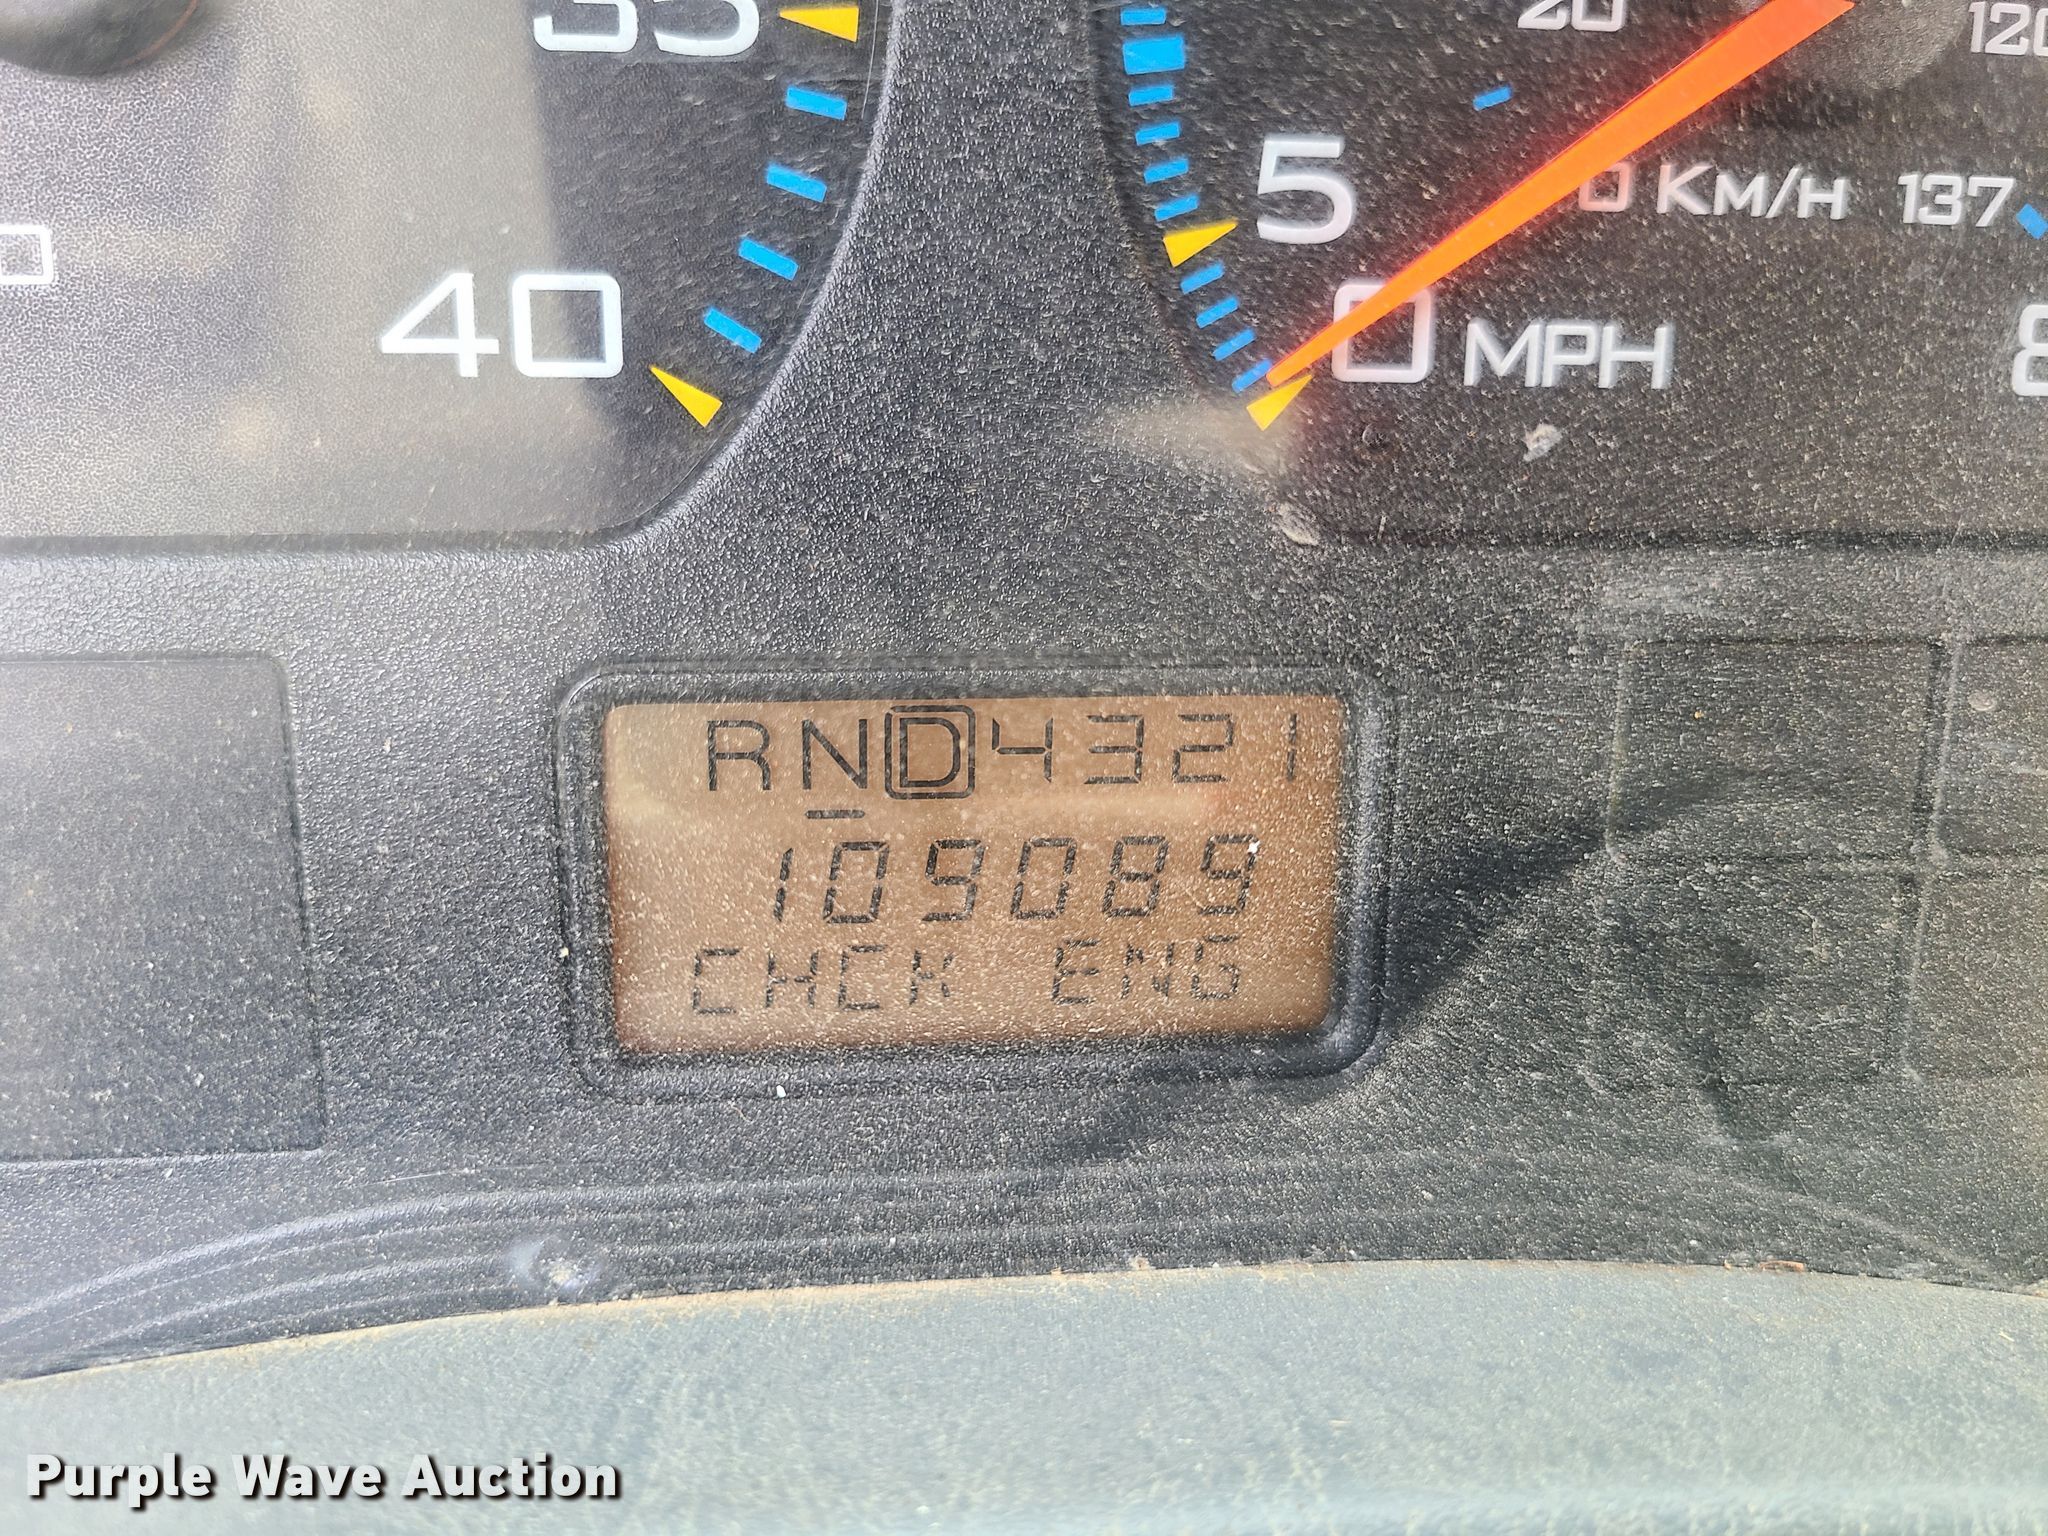 35
20
120
5
0 KM/H 137
40
0 MPH
RND4321
109089
CHCK ENG
Purple Wave Auction